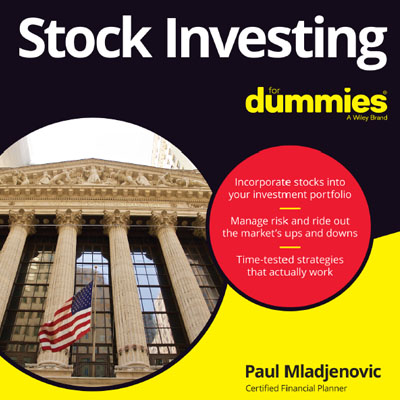 Stock Investing
for
dummies®
A Wiley Brand
Incorporate stocks into
your investment portfolio
Manage risk and ride out
the market's ups and downs
Time-tested strategies
that actually work
Paul Mladjenovic
Certified Financial Planner